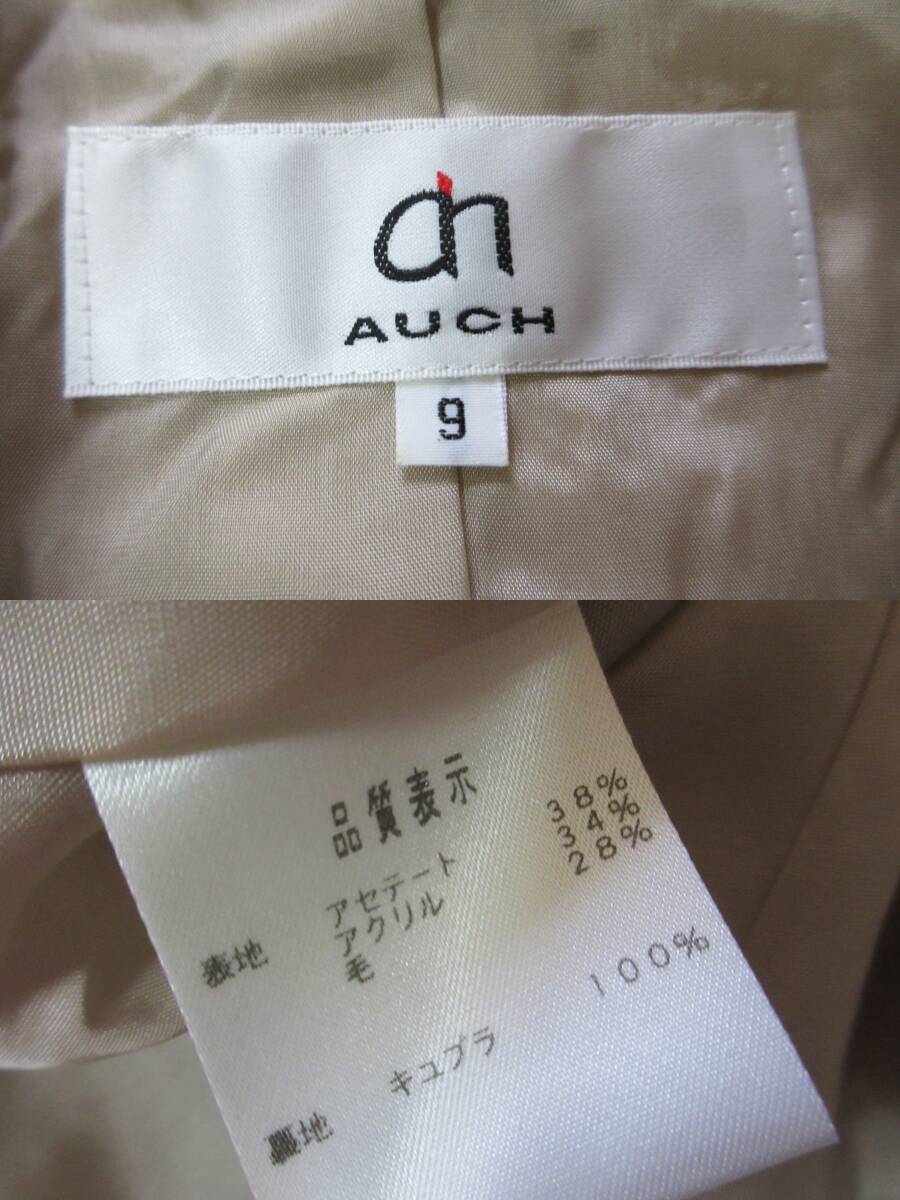 ch
AUCH
9
品質表示
表地 アセテート 38%
アクリル 34%
毛 28%
裏地 キュプラ 100%